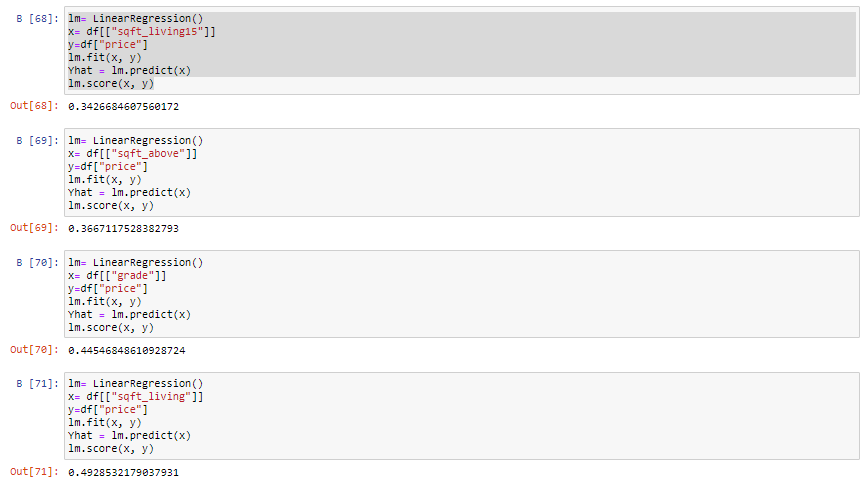 В [68]: lm= LinearRegression()
x= df[["sqft_living15"]]
y=df["price"]
lm.fit(x, y)
Yhat = lm.predict(x)
lm.score(x, y)
Out[68]: 0.3426684607560172
В [69]: lm= LinearRegression()
x= df[["sqft_above"]]
y=df["price"]
lm.fit(x, y)
Yhat = lm.predict(x)
lm.score(x, y)
Out[69]: 0.3667117528382793
В [70]: lm= LinearRegression()
x= df[["grade"]]
y=df["price"]
lm.fit(x, y)
Yhat = lm.predict(x)
lm.score(x, y)
Out[70]: 0.44546848610928724
В [71]: lm= LinearRegression()
x= df[["sqft_living"]]
y=df["price"]
lm.fit(x, y)
Yhat = lm.predict(x)
lm.score(x, y)
Out[71]: 0.4928532179037931